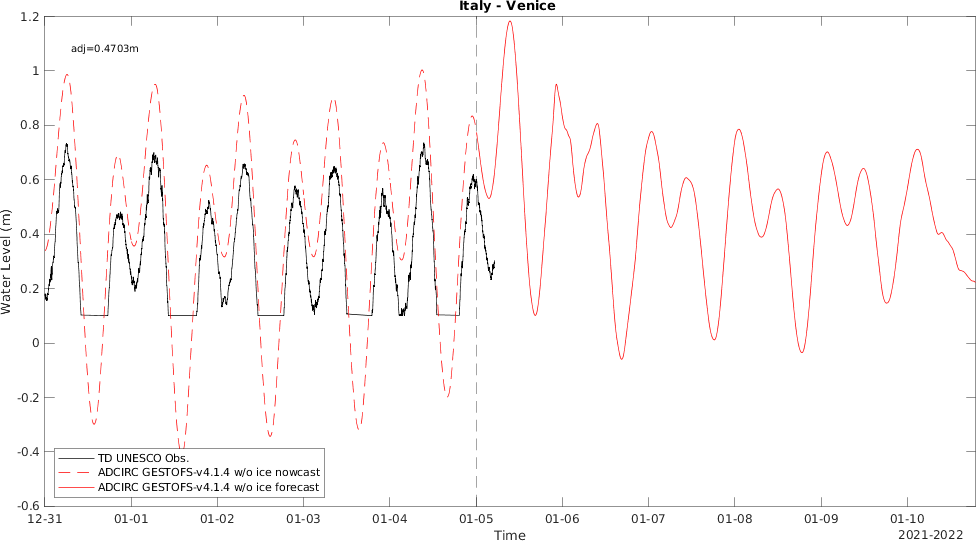 Italy - Venice
adj=0.4703m
1.2
1
0.8
0.6
0.4
0.2
0
-0.2
-0.4
-0.6
Water Level (m)
TD UNESCO Obs.
ADCIRC GESTOFS-v4.1.4 w/o ice nowcast
ADCIRC GESTOFS-v4.1.4 w/o ice forecast
12-31 01-01 01-02 01-03 01-04 01-05 01-06 01-07 01-08 01-09 01-10
Time
2021-2022